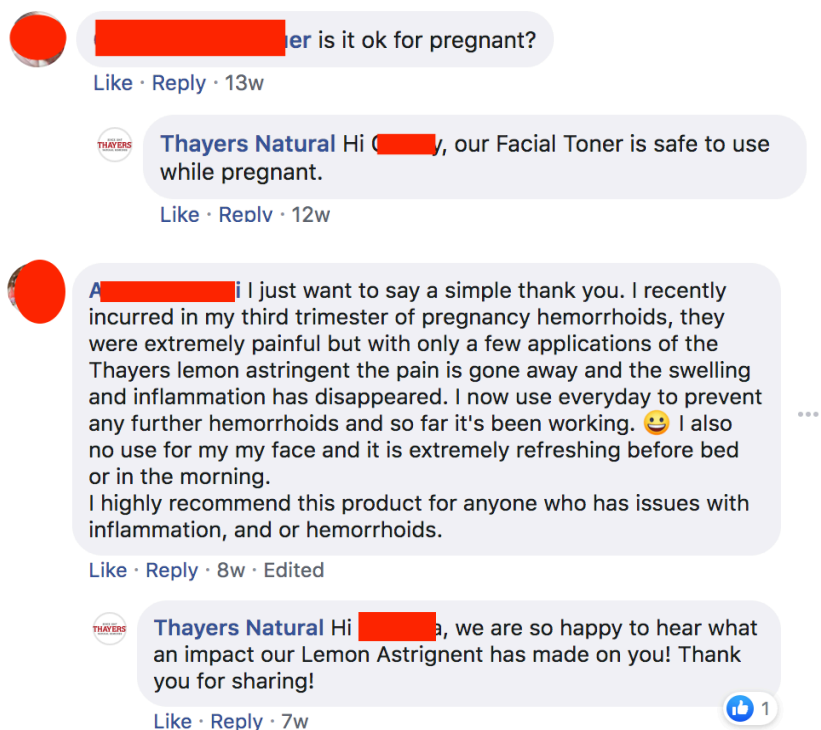 er is it ok for pregnant?
Like · Reply · 13w
THAYERS
Thayers Natural Hi y, our Facial Toner is safe to use
while pregnant.
Like · Reply · 12w
A i I just want to say a simple thank you. I recently
incurred in my third trimester of pregnancy hemorrhoids, they
were extremely painful but with only a few applications of the
Thayers lemon astringent the pain is gone away and the swelling
and inflammation has disappeared. I now use everyday to prevent
any further hemorrhoids and so far it's been working. 😀 I also
no use for my my face and it is extremely refreshing before bed
or in the morning.
I highly recommend this product for anyone who has issues with
inflammation, and or hemorrhoids.
Like · Reply · 8w · Edited
THAYERS
Thayers Natural Hi a, we are so happy to hear what
an impact our Lemon Astrignent has made on you! Thank
you for sharing!
1
Like · Reply · 7w